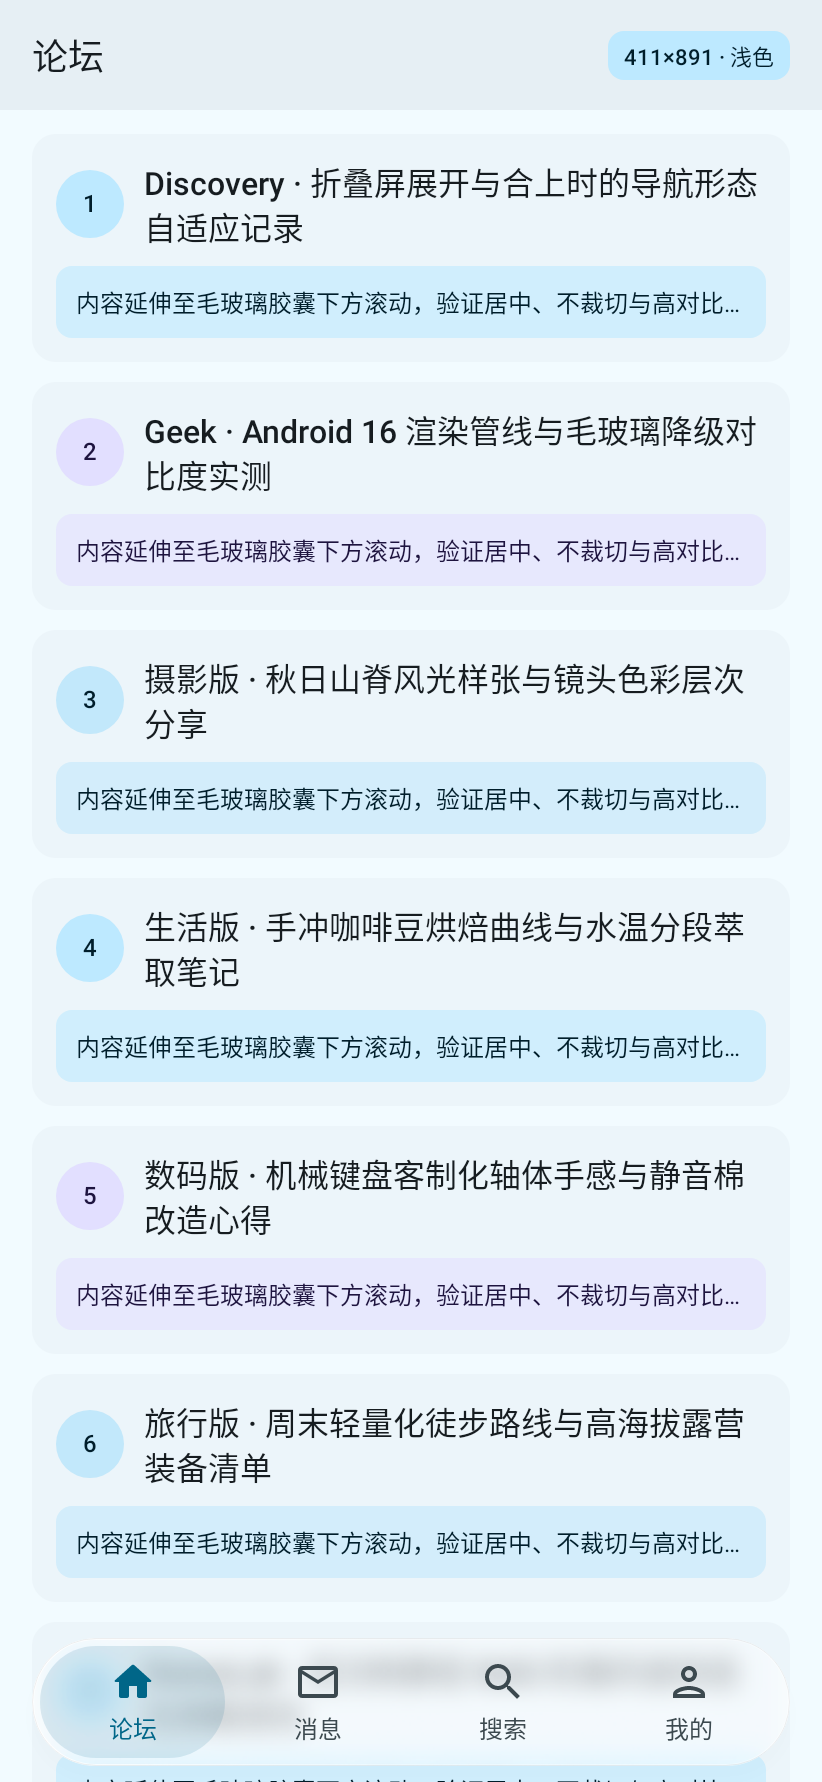 论坛
411×891 · 浅色
1
Discovery · 折叠屏展开与合上时的导航形态
自适应记录
内容延伸至毛玻璃胶囊下方滚动，验证居中、不裁切与高对比…
2
Geek · Android 16 渲染管线与毛玻璃降级对
比度实测
内容延伸至毛玻璃胶囊下方滚动，验证居中、不裁切与高对比…
3
摄影版 · 秋日山脊风光样张与镜头色彩层次
分享
内容延伸至毛玻璃胶囊下方滚动，验证居中、不裁切与高对比…
4
生活版 · 手冲咖啡豆烘焙曲线与水温分段萃
取笔记
内容延伸至毛玻璃胶囊下方滚动，验证居中、不裁切与高对比…
5
数码版 · 机械键盘客制化轴体手感与静音棉
改造心得
内容延伸至毛玻璃胶囊下方滚动，验证居中、不裁切与高对比…
6
旅行版 · 周末轻量化徒步路线与高海拔露营
装备清单
内容延伸至毛玻璃胶囊下方滚动，验证居中、不裁切与高对比…
论坛
消息
搜索
我的